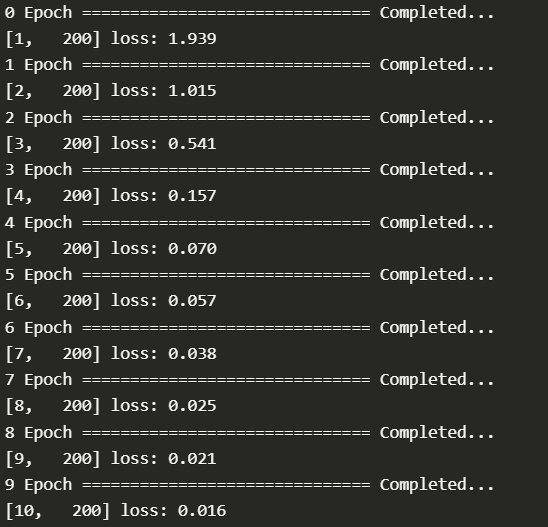 0 Epoch ============================== Completed...
[1,   200] loss: 1.939
1 Epoch ============================== Completed...
[2,   200] loss: 1.015
2 Epoch ============================== Completed...
[3,   200] loss: 0.541
3 Epoch ============================== Completed...
[4,   200] loss: 0.157
4 Epoch ============================== Completed...
[5,   200] loss: 0.070
5 Epoch ============================== Completed...
[6,   200] loss: 0.057
6 Epoch ============================== Completed...
[7,   200] loss: 0.038
7 Epoch ============================== Completed...
[8,   200] loss: 0.025
8 Epoch ============================== Completed...
[9,   200] loss: 0.021
9 Epoch ============================== Completed...
[10,   200] loss: 0.016